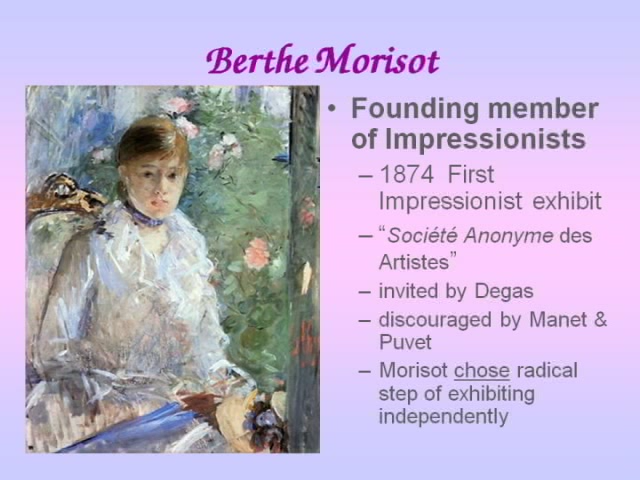 Berthe Morisot
• Founding member
of Impressionists
– 1874 First
Impressionist exhibit
– “Société Anonyme des
Artistes”
– invited by Degas
– discouraged by Manet &
Puvet
– Morisot chose radical
step of exhibiting
independently